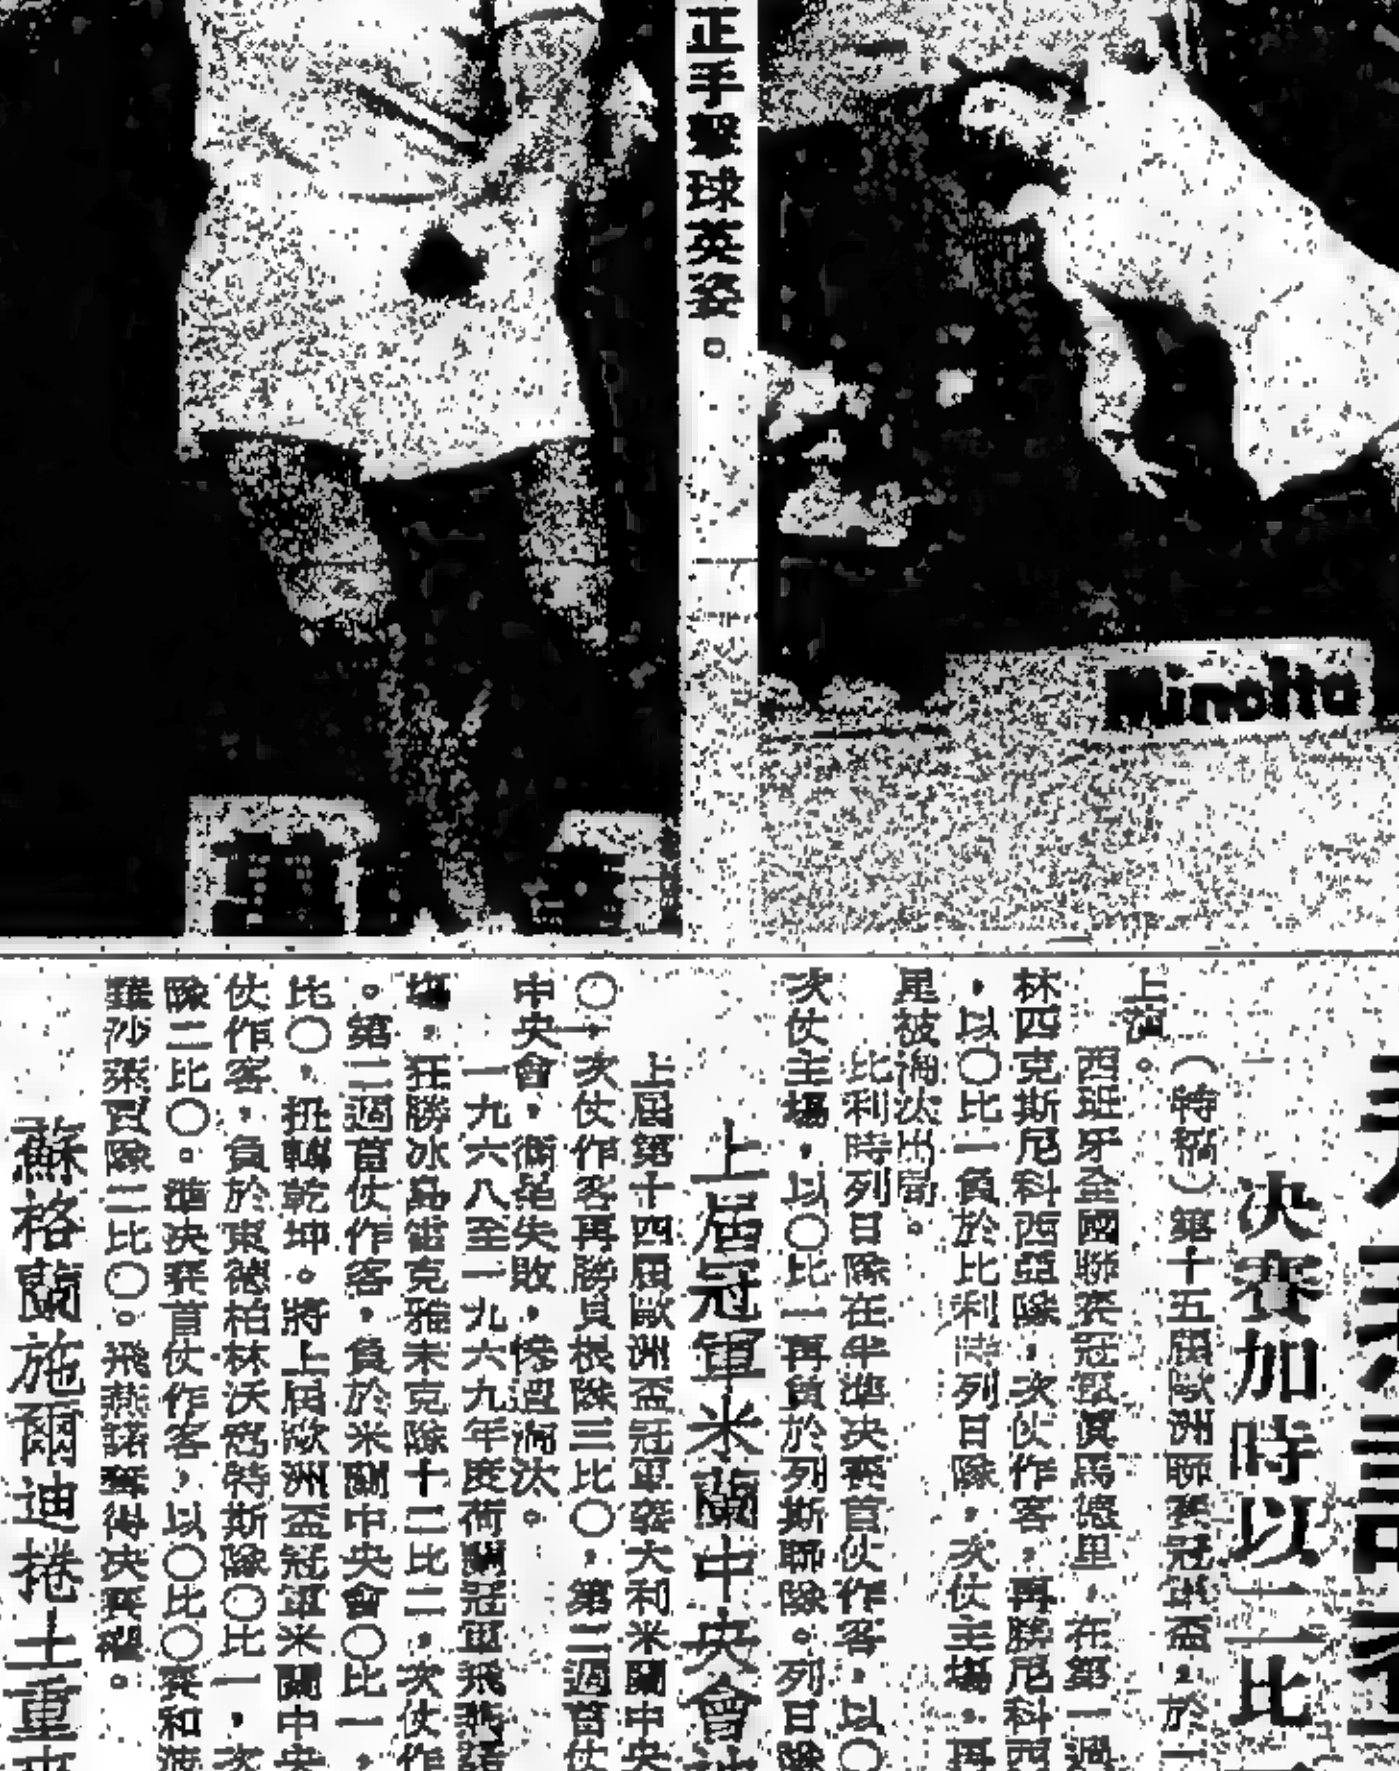 正手擊球英姿。
Minolta
决賽加時以二比
（特稿）第十五屆歐洲聯賽冠軍盃，於一
上演。
西班牙全國聯賽冠軍皇馬德里，在第一週
林四克斯尼科西亞隊，次仗作客，再勝尼科西
，以〇比一負於比利時列日隊，次仗主場，再
被淘汰出局。
比利時列日隊在半準决賽首仗作客，以〇
次仗主場，以〇比一再負於列斯聯隊。列日隊
上屆冠軍米蘭中央會
上屆第十四屆歐洲盃冠軍義大利米蘭中央
〇，次仗作客再勝貝根隊三比〇，第二週首仗
中央會，衛冕失敗，慘遭淘汰。
一九六八至一九六九年度荷蘭冠軍飛燕諾
場，狂勝冰島雷克雅未克隊十二比二，次仗作
。第二週首仗作客，負於米蘭中央會〇比一，
比〇，扭轉乾坤。將上屆歐洲盃冠軍米蘭中央
仗作客，負於東德柏林沃窩特斯隊〇比一，次
隊二比〇。準决賽首仗作客，以〇比〇賽和波
華沙萊買隊二比〇。飛燕諾奪得决賽權。
蘇格蘭施爾迪捲土重